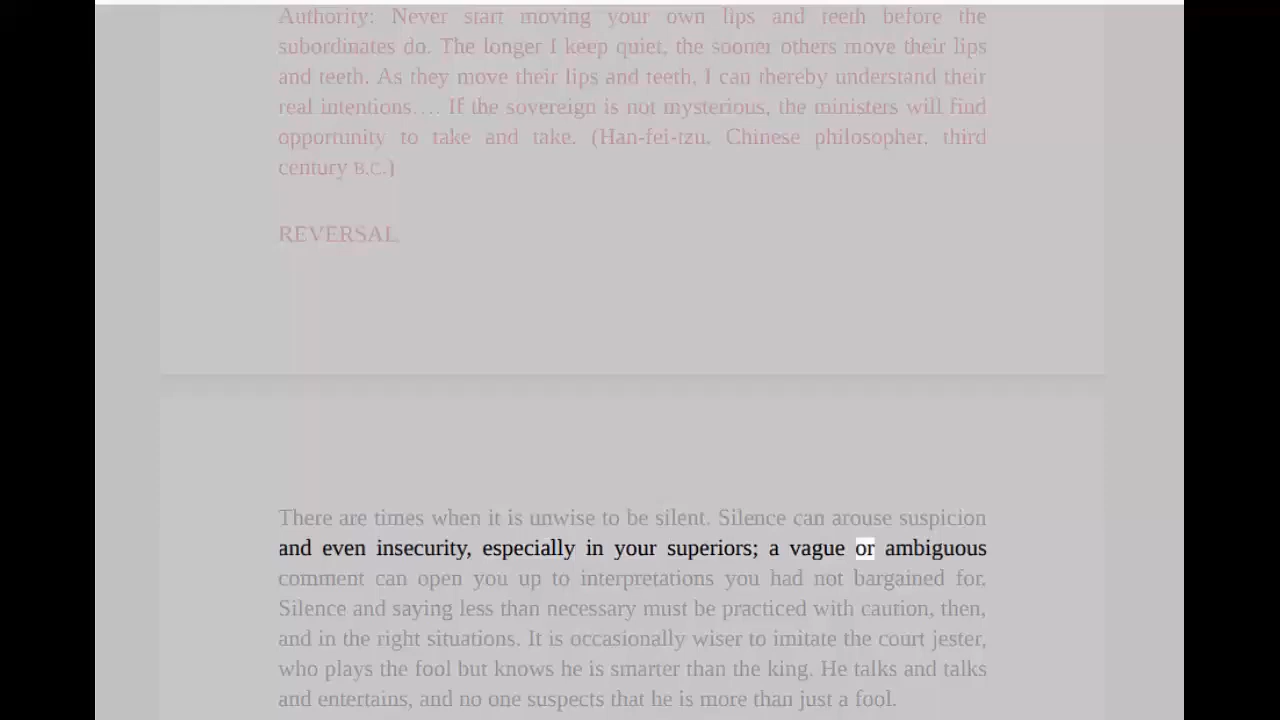 Authority: Never start moving your own lips and teeth before the
subordinates do. The longer I keep quiet, the sooner others move their lips
and teeth. As they move their lips and teeth, I can thereby understand their
real intentions.... If the sovereign is not mysterious, the ministers will find
opportunity to take and take. (Han-fei-tzu, Chinese philosopher, third
century B.C.)
REVERSAL
There are times when it is unwise to be silent. Silence can arouse suspicion
and even insecurity, especially in your superiors; a vague or ambiguous
comment can open you up to interpretations you had not bargained for.
Silence and saying less than necessary must be practiced with caution, then,
and in the right situations. It is occasionally wiser to imitate the court jester,
who plays the fool but knows he is smarter than the king. He talks and talks
and entertains, and no one suspects that he is more than just a fool.